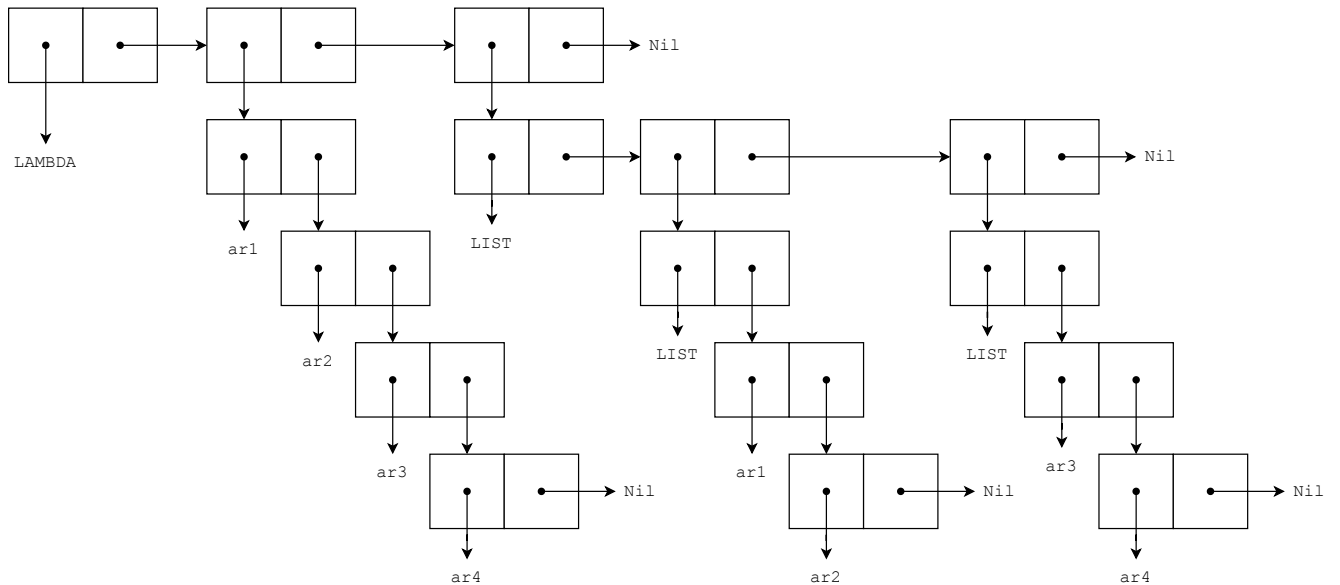 Nil
LAMBDA
Nil
ar1
LIST
ar2
LIST
LIST
ar3
ar1
ar3
Nil
Nil
Nil
ar4
ar2
ar4